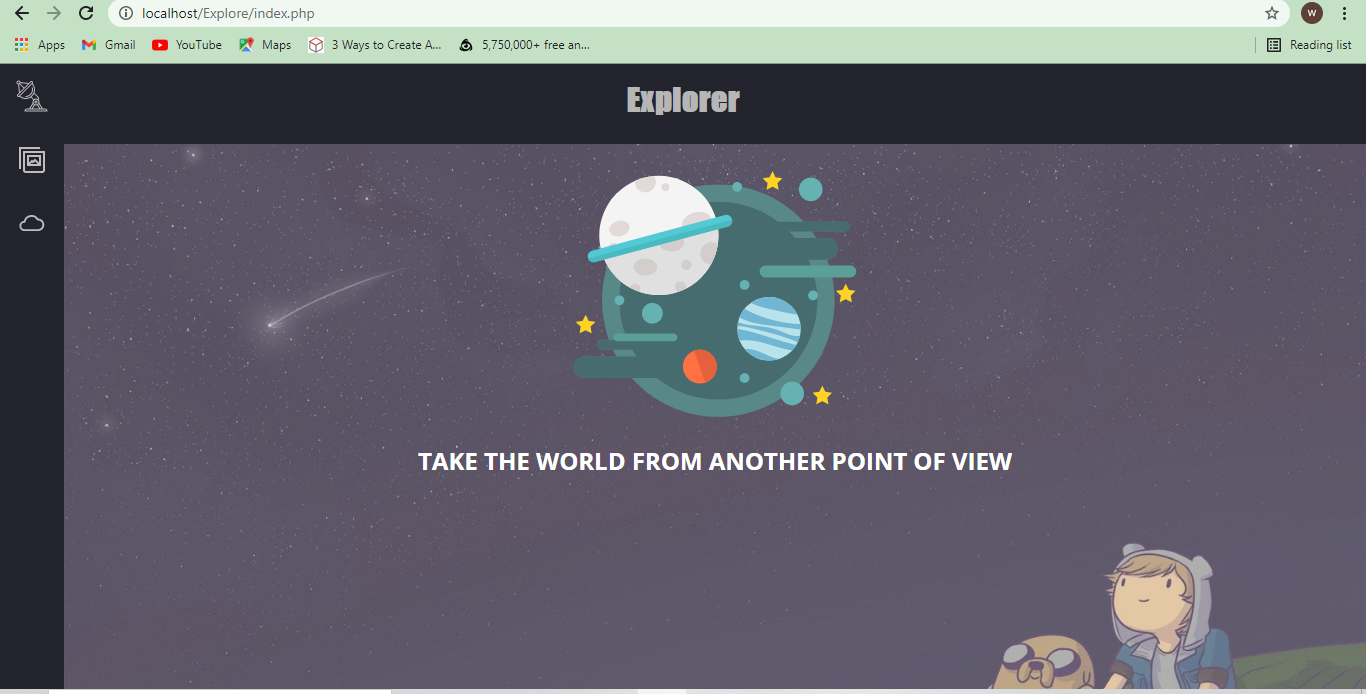 localhost/Explore/index.php
W
Apps Gmail YouTube Maps 3 Ways to Create A... 5,750,000+ free an... Reading list
Explorer
TAKE THE WORLD FROM ANOTHER POINT OF VIEW